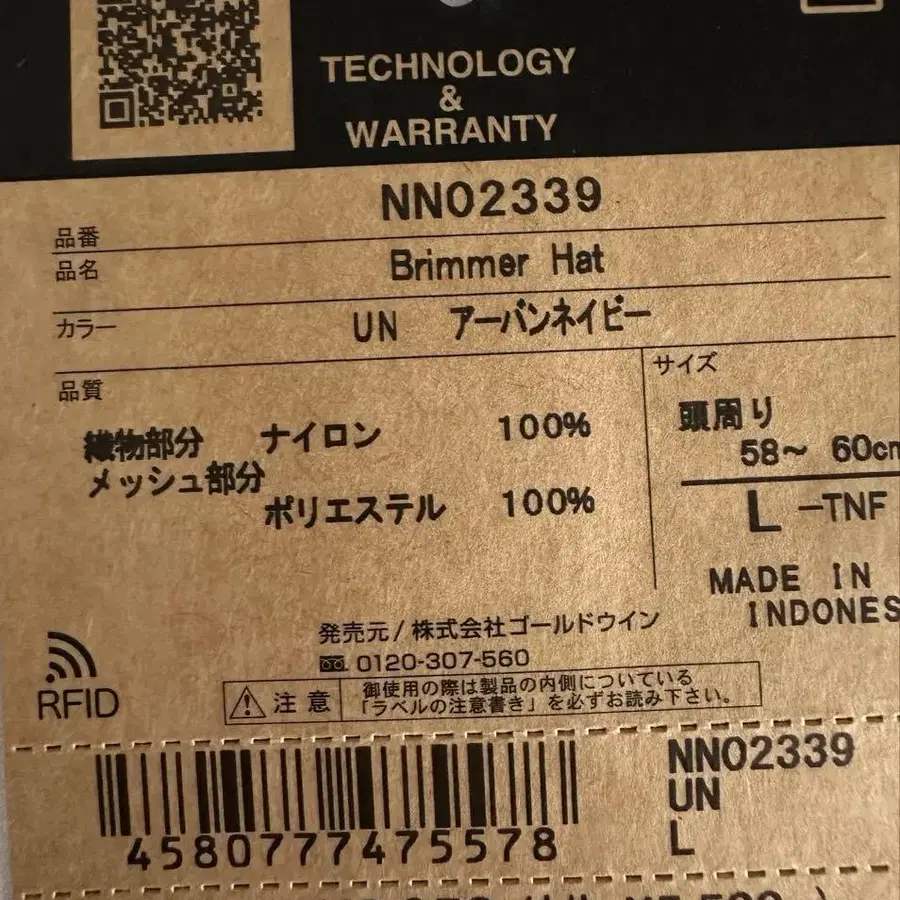 TECHNOLOGY
&
WARRANTY
品番 NN02339
品名 Brimmer Hat
カラー UN アーバンネイビー
品質
織物部分 ナイロン 100%
メッシュ部分
ポリエステル 100%
サイズ
頭周り
58~ 60cm
L -TNF
MADE IN
INDONES
発売元/株式会社ゴールドウイン
0120-307-560
RFID
注意 御使用の際は製品の内側についている
「ラベルの注意書き」を必ずお読み下さい。
NN02339
UN
L
4580777475578